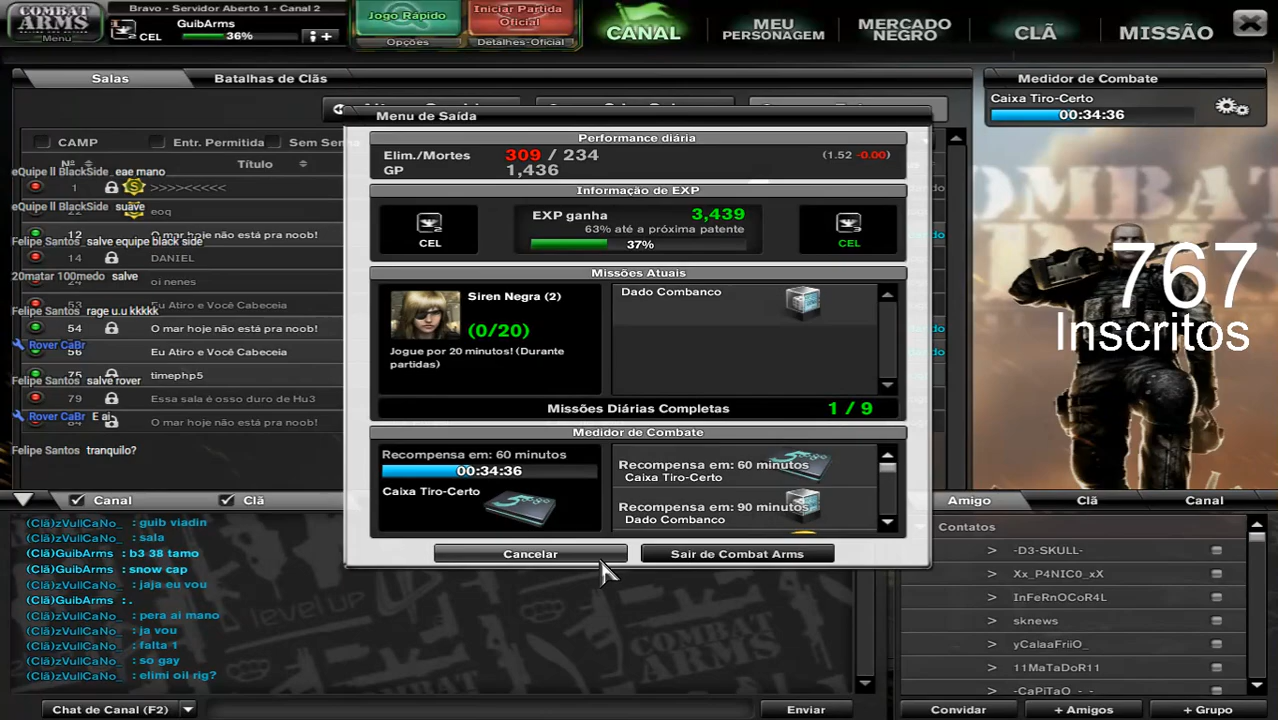 COMBAT
ARMS
Menu
Bravo - Servidor Aberto 1 - Canal 2
GuibArms
CEL
36%
Jogo Rápido
Opções
Iniciar Partida
Oficial
Detalhes-Oficial
CANAL
MEU
PERSONAGEM
MERCADO
NEGRO
CLÃ
MISSÃO
Salas
Batalhas de Clãs
Medidor de Combate
Caixa Tiro-Certo
00:34:36
CAMP
Entr. Permitida
Sem Senha
Nº
Título
eQuipe ll BlackSide eae mano
1 >>>><<<<<
eQuipe ll BlackSide suave
eoq
12 O mar hoje não está pra noob!
Felipe Santos salve equipe black side
14 DANIEL
20matar 100medo salve
oi nenes
53 Eu Atiro e Você Cabeceia
Felipe Santos rage u.u kkkkk
54 O mar hoje não está pra noob!
Rover CaBr
56 Eu Atiro e Você Cabeceia
75 timephp5
Felipe Santos salve rover
79 Essa sala é osso duro de Hu3
Rover CaBr E ai
84 O mar hoje não está pra noob!
Felipe Santos tranquilo?
Menu de Saída
Performance diária
Elim./Mortes 309 / 234 (1.52 -0.00)
GP 1,436
Informação de EXP
CEL
EXP ganha 3,439
63% até a próxima patente
37%
CEL
Missões Atuais
Siren Negra (2)
(0/20)
Jogue por 20 minutos! (Durante
partidas)
Dado Combanco
Missões Diárias Completas 1 / 9
Medidor de Combate
Recompensa em: 60 minutos
00:34:36
Caixa Tiro-Certo
Recompensa em: 60 minutos
Caixa Tiro-Certo
Recompensa em: 90 minutos
Dado Combanco
Cancelar
Sair de Combat Arms
767
Inscritos
Canal
Clã
(Clã)zVullCaNo_ : guib viadin
(Clã)zVullCaNo_ : sala
(Clã)GuibArms : b3 38 tamo
(Clã)GuibArms : snow cap
(Clã)zVullCaNo_ : jaja eu vou
(Clã)GuibArms : .
(Clã)zVullCaNo_ : pera ai mano
(Clã)zVullCaNo_ : ja vou
(Clã)zVullCaNo_ : falta 1
(Clã)zVullCaNo_ : so gay
(Clã)zVullCaNo_ : elimi oil rig?
Chat de Canal (F2)
Enviar
Amigo
Clã
Canal
Contatos
> -D3-SKULL-
> Xx_P4NIC0_xX
> InFeRnOCoR4L
> sknews
> yCalaaFriiO_
> 11MaTaDoR11
> -CaPiTaO - -
Convidar
+ Amigos
+ Grupo